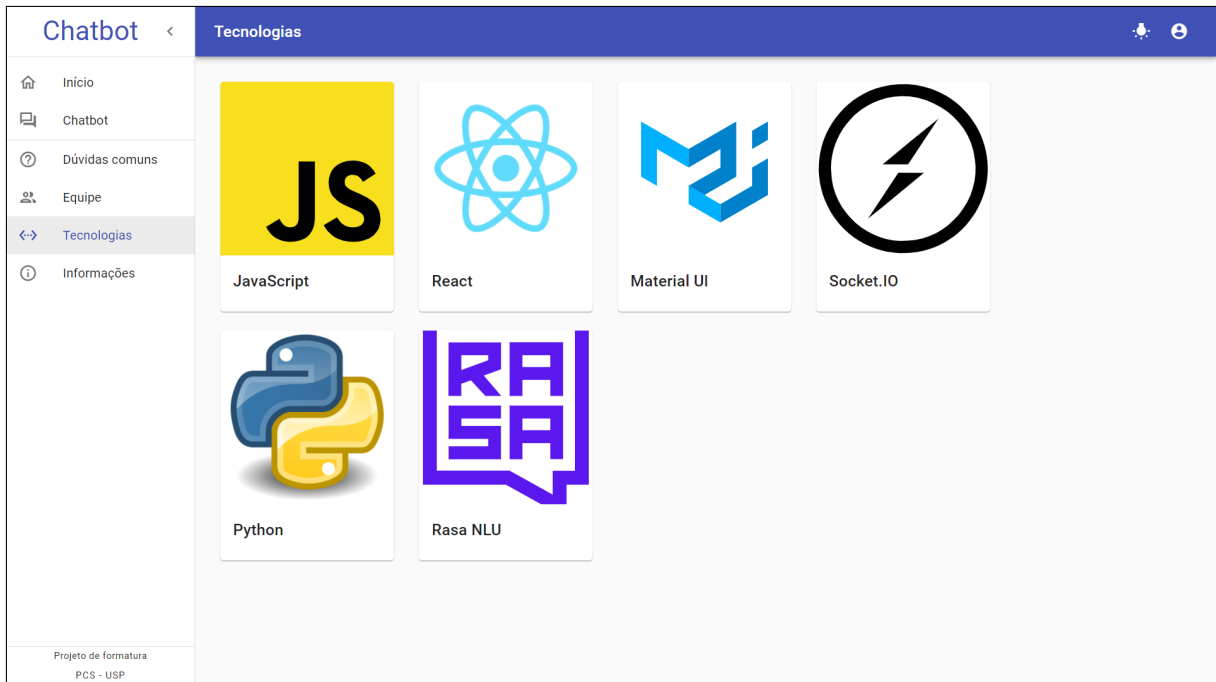 Chatbot
Tecnologias
Início
Chatbot
Dúvidas comuns
Equipe
Tecnologias
Informações
JS
JavaScript
React
Material UI
Socket.IO
RA
SA
Python
Rasa NLU
Projeto de formatura
PCS - USP